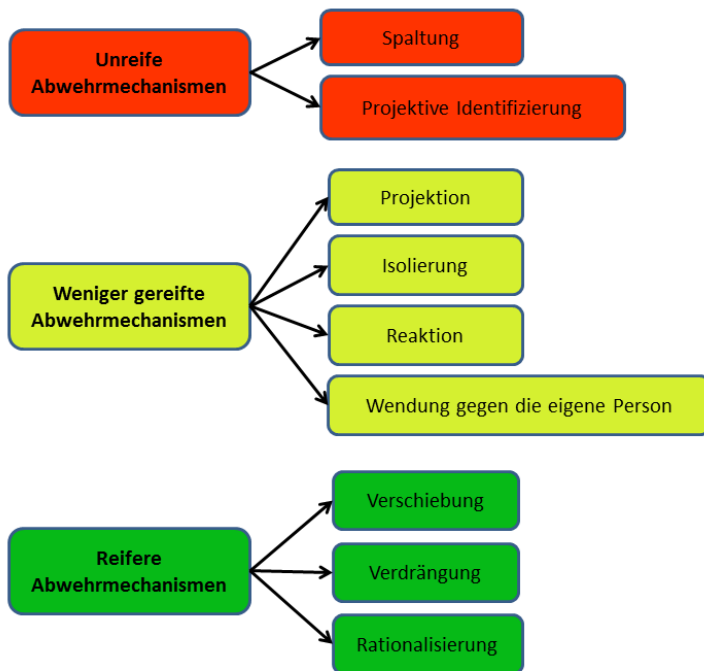 Unreife
Abwehrmechanismen
Spaltung
Projektive Identifizierung
Weniger gereifte
Abwehrmechanismen
Projektion
Isolierung
Reaktion
Wendung gegen die eigene Person
Reifere
Abwehrmechanismen
Verschiebung
Verdrängung
Rationalisierung